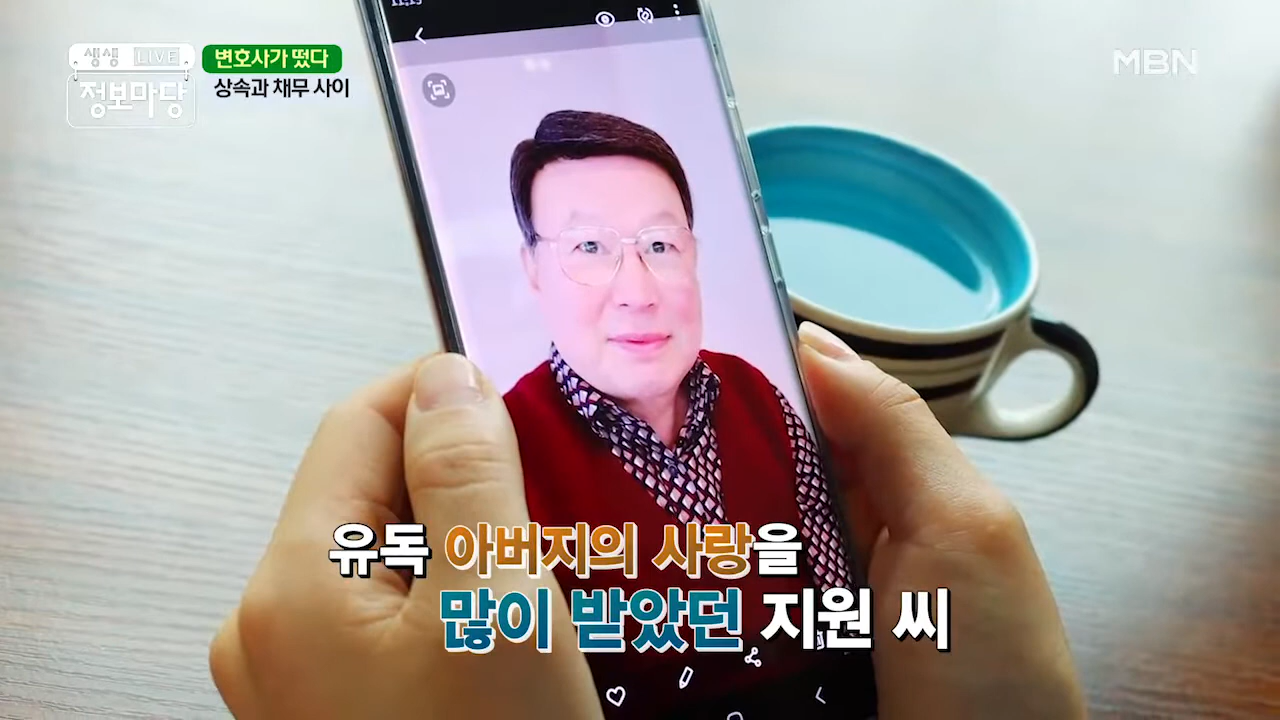 생생 LIVE
정보마당
변호사가 떴다
상속과 채무 사이
MBN
유독 아버지의 사랑을
많이 받았던 지원 씨